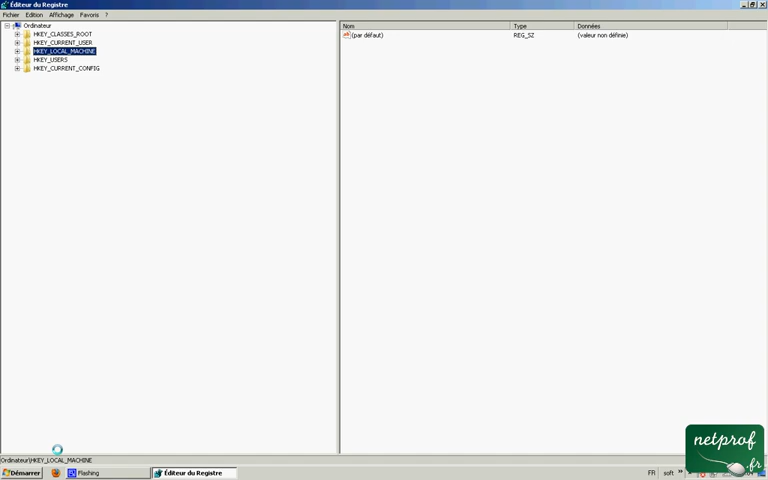 Éditeur du Registre
Fichier Edition Affichage Favoris ?
Ordinateur
HKEY_CLASSES_ROOT
HKEY_CURRENT_USER
HKEY_LOCAL_MACHINE
HKEY_USERS
HKEY_CURRENT_CONFIG
Nom Type Données
ab (par défaut) REG_SZ (valeur non définie)
Ordinateur\HKEY_LOCAL_MACHINE
Démarrer Flashing Éditeur du Registre FR soft »
netprof
.fr